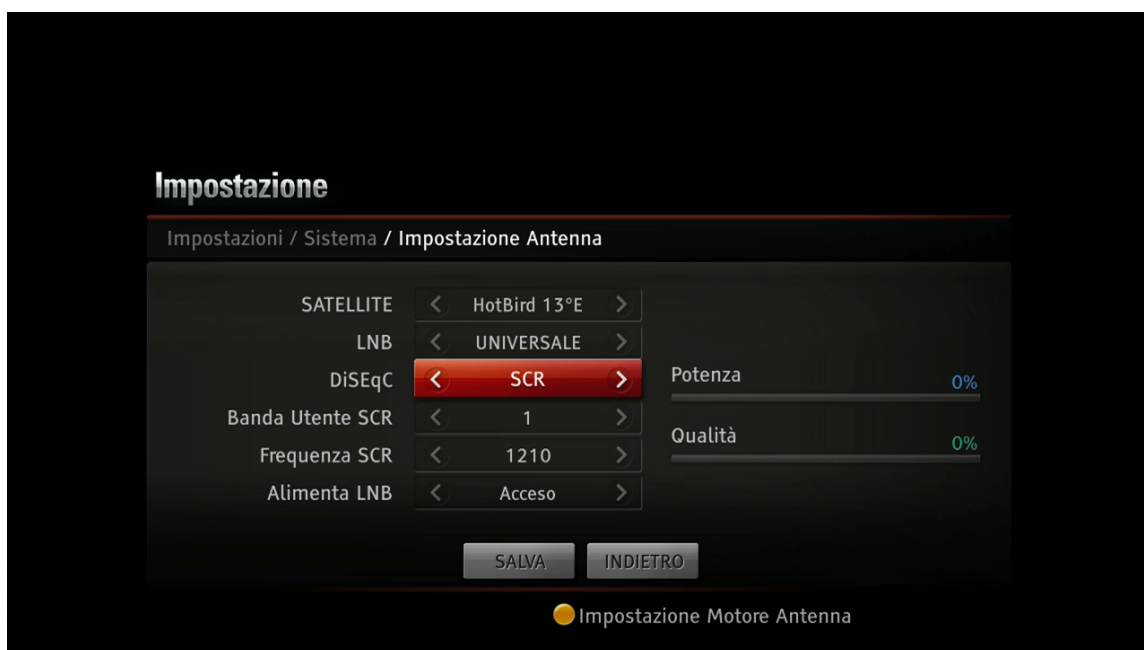 Impostazione
Impostazioni / Sistema / Impostazione Antenna
SATELLITE HotBird 13°E
LNB UNIVERSALE
DiSEqC SCR
Potenza 0%
Banda Utente SCR 1
Qualità 0%
Frequenza SCR 1210
Alimenta LNB Acceso
SALVA INDIETRO
Impostazione Motore Antenna